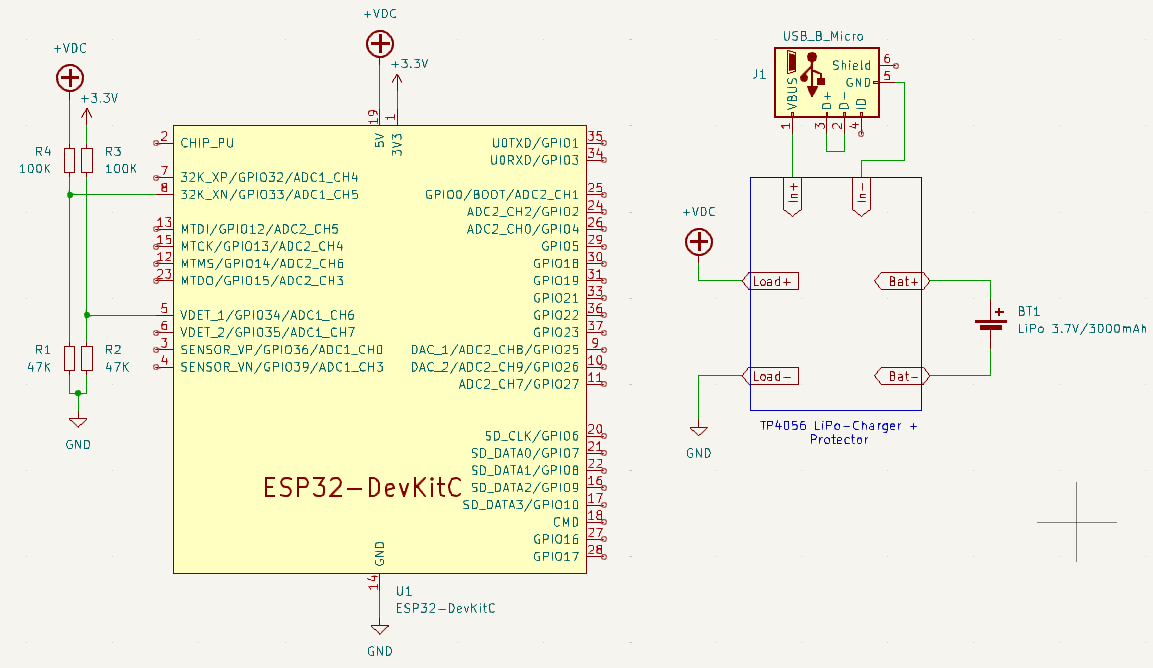 +VDC
+3.3V
R4
100K
R3
100K
R1
47K
R2
47K
GND
+VDC
+3.3V
19
1
5V
3V3
2
CHIP_PU
7
32K_XP/GPIO32/ADC1_CH4
8
32K_XN/GPIO33/ADC1_CH5
13
MTDI/GPIO12/ADC2_CH5
15
MTCK/GPIO13/ADC2_CH4
12
MTMS/GPIO14/ADC2_CH6
23
MTDO/GPIO15/ADC2_CH3
5
VDET_1/GPIO34/ADC1_CH6
6
VDET_2/GPIO35/ADC1_CH7
3
SENSOR_VP/GPIO36/ADC1_CH0
4
SENSOR_VN/GPIO39/ADC1_CH3
U0TXD/GPIO1
35
U0RXD/GPIO3
34
GPIO0/BOOT/ADC2_CH1
25
ADC2_CH2/GPIO2
24
ADC2_CH0/GPIO4
26
GPIO5
29
GPIO18
30
GPIO19
31
GPIO21
33
GPIO22
36
GPIO23
37
DAC_1/ADC2_CH8/GPIO25
9
DAC_2/ADC2_CH9/GPIO26
10
ADC2_CH7/GPIO27
11
SD_CLK/GPIO6
20
SD_DATA0/GPIO7
21
SD_DATA1/GPIO8
22
SD_DATA2/GPIO9
16
SD_DATA3/GPIO10
17
CMD
18
GPIO16
27
GPIO17
28
ESP32-DevKitC
GND
14
U1
ESP32-DevKitC
GND
USB_B_Micro
J1
Shield
6
GND
5
VBUS
D+
D-
ID
1
3
2
4
In+
In-
+VDC
Load+
Bat+
BT1
LiPo 3.7V/3000mAh
Load-
Bat-
TP4056 LiPo-Charger +
Protector
GND